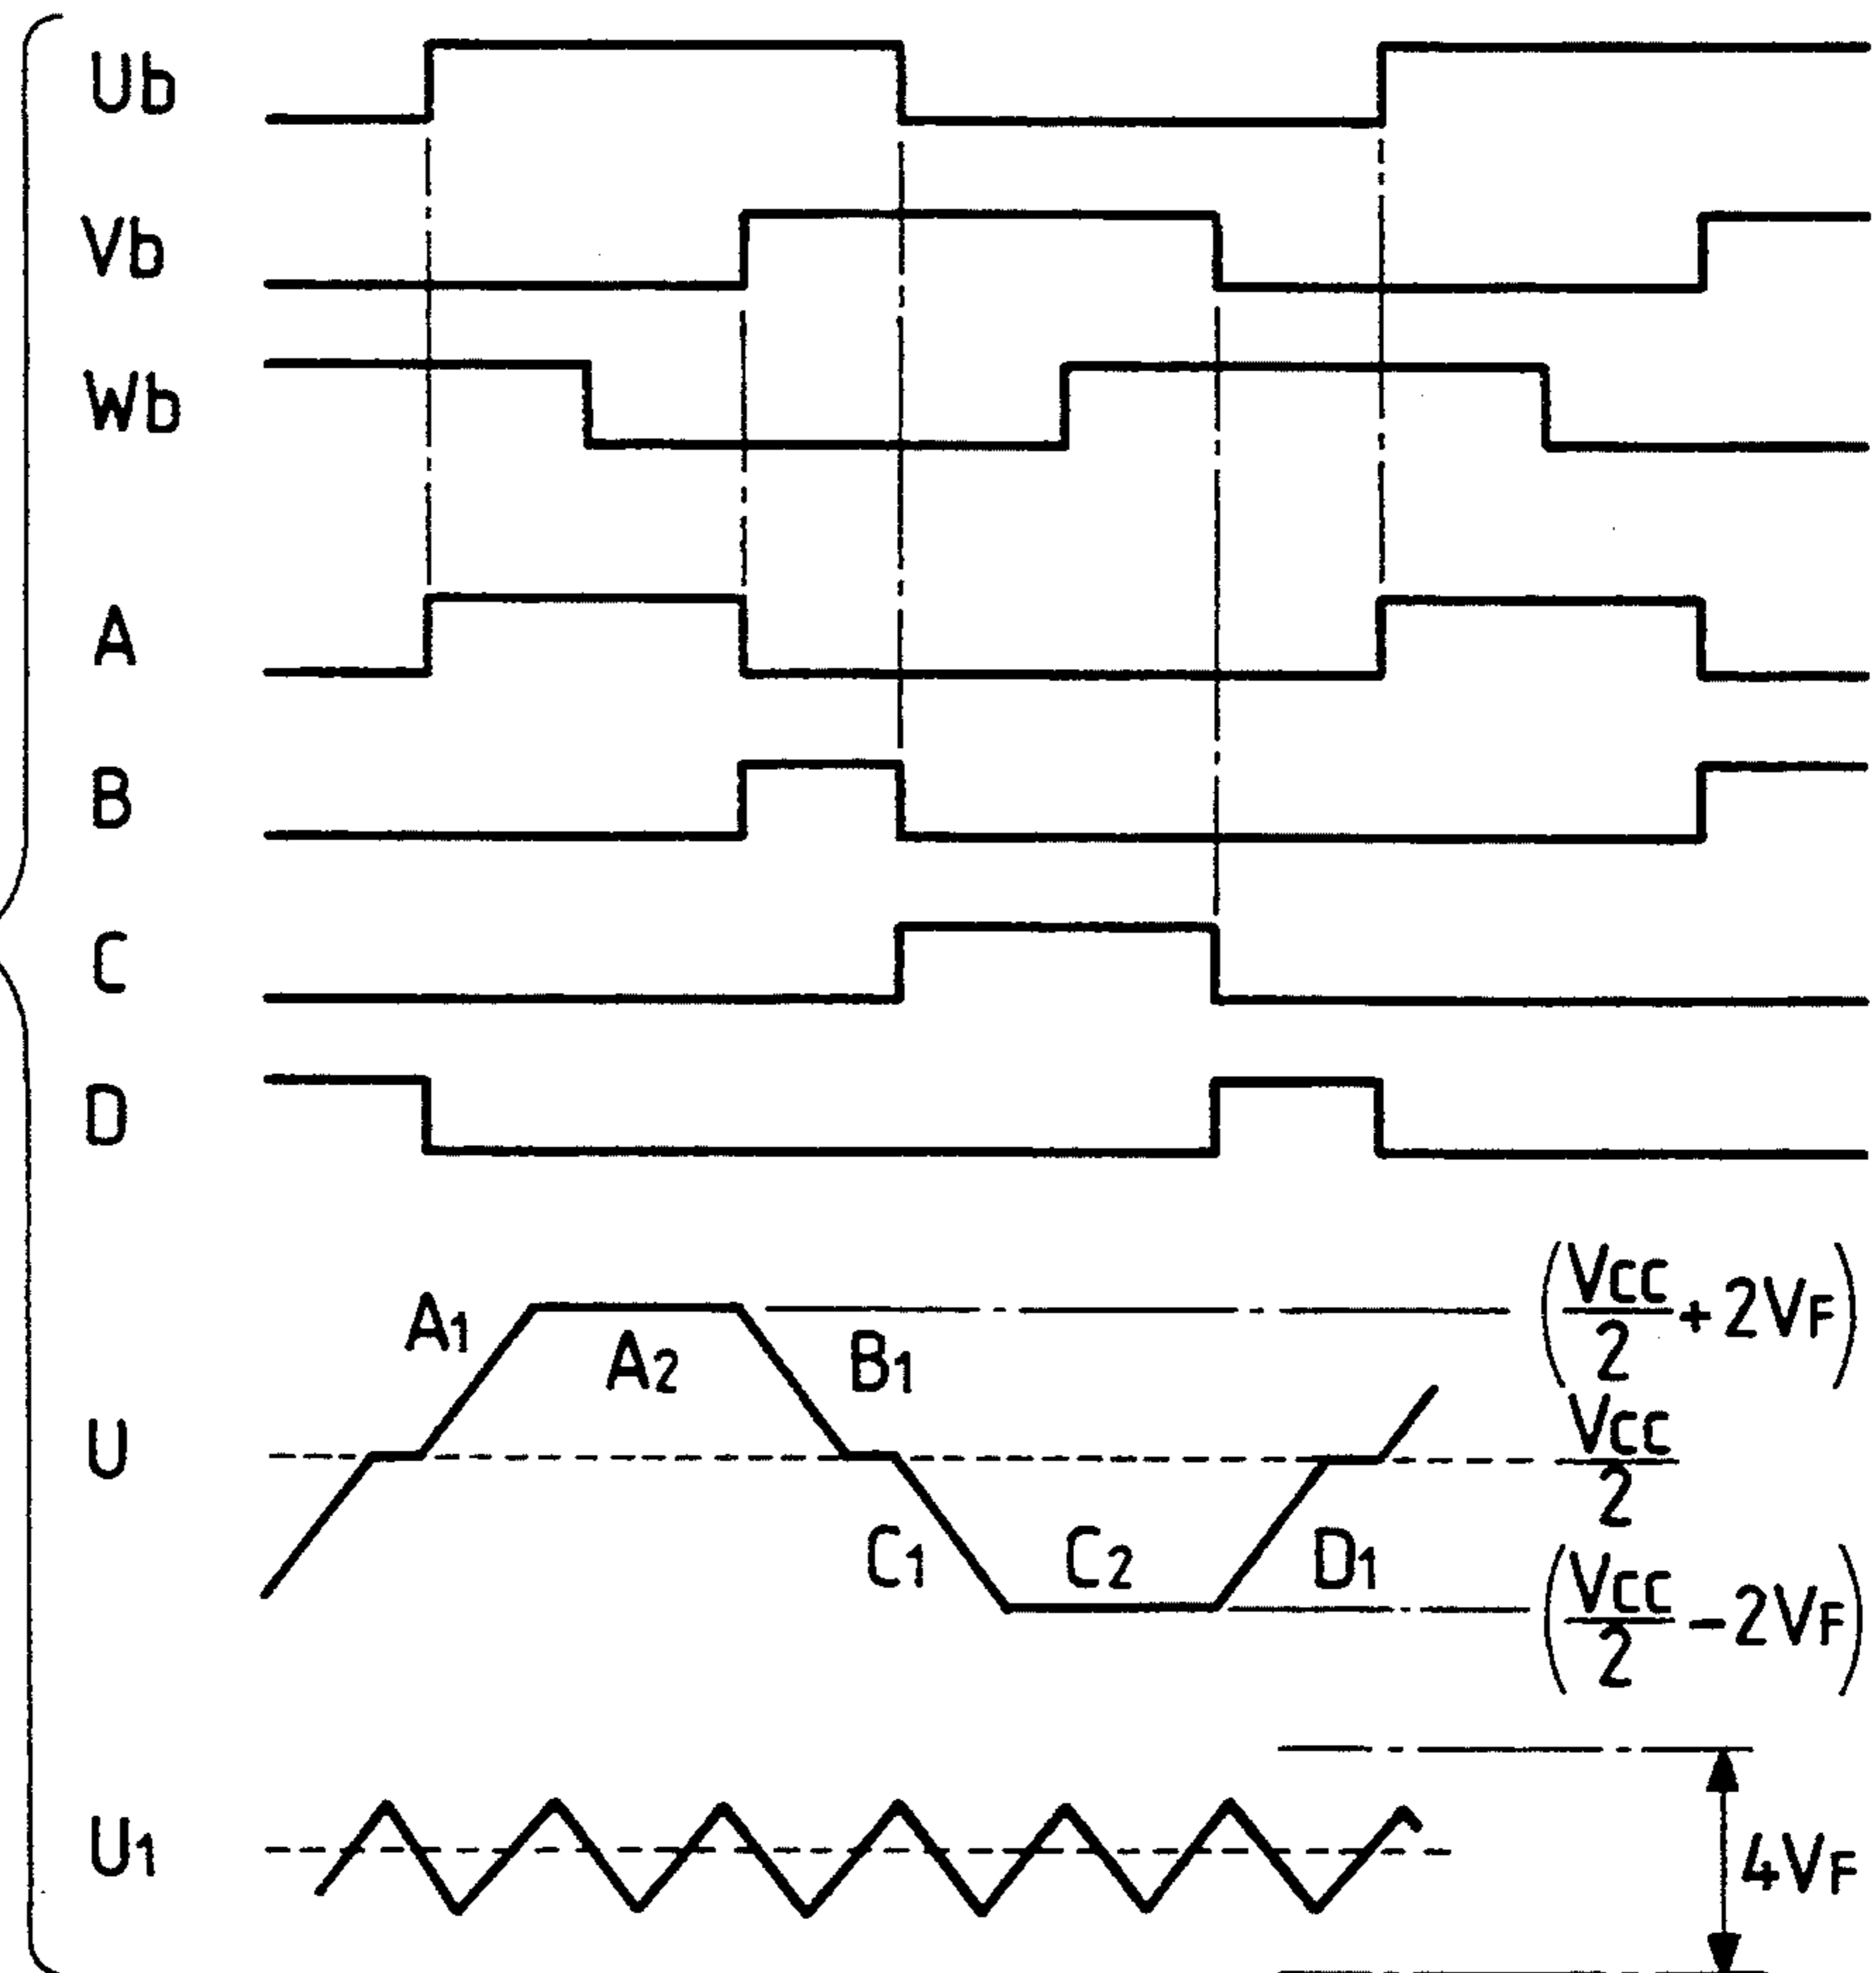 Ub
Vb
Wb
A
B
C
D
A1
A2
B1
(Vcc/2 + 2VF)
U
Vcc/2
C1
C2
D1
(Vcc/2 - 2VF)
U1
4VF